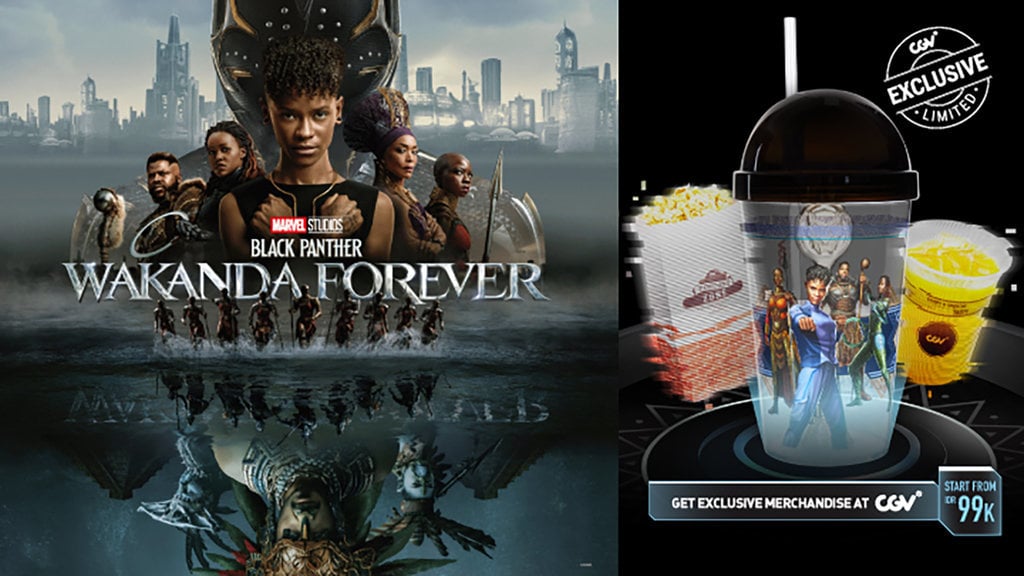 MARVEL STUDIOS
BLACK PANTHER
WAKANDA FOREVER
CGV
EXCLUSIVE
• LIMITED •
ZONE
CGV
GET EXCLUSIVE MERCHANDISE AT CGV
START FROM
IDR 99K